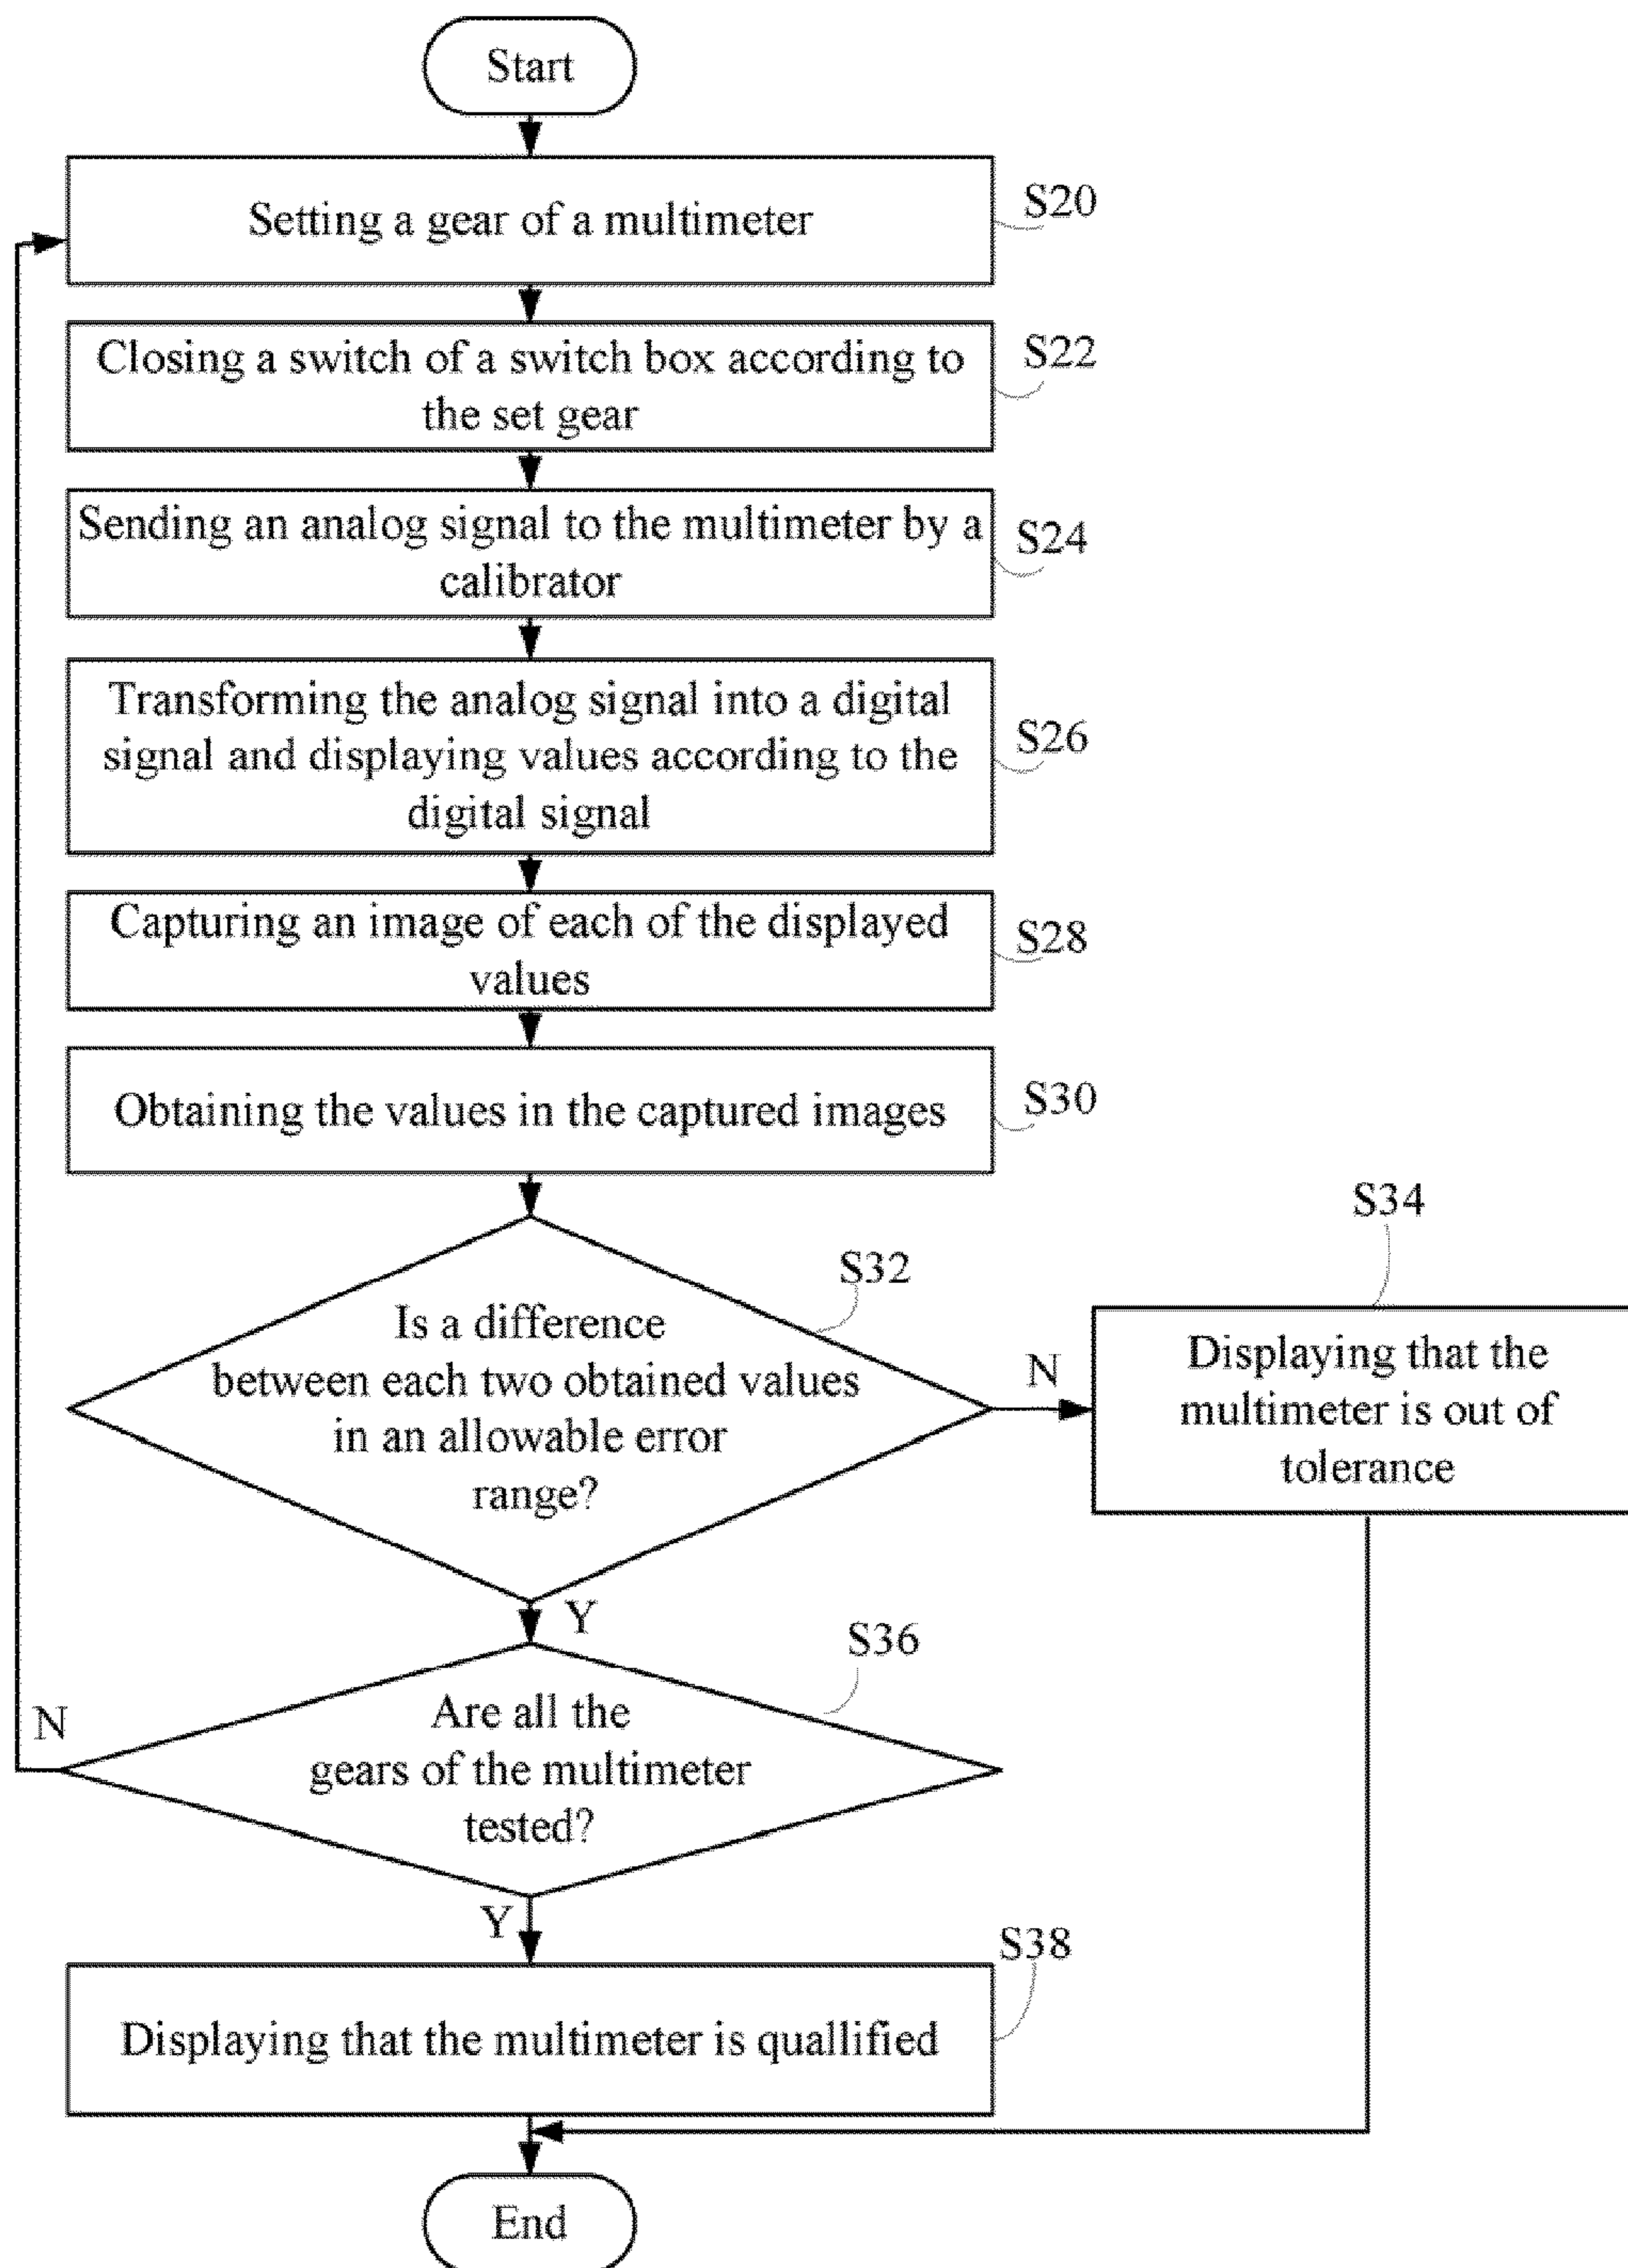 Start
Setting a gear of a multimeter
S20
Closing a switch of a switch box according to
the set gear
S22
Sending an analog signal to the multimeter by a
calibrator
S24
Transforming the analog signal into a digital
signal and displaying values according to the
digital signal
S26
Capturing an image of each of the displayed
values
S28
Obtaining the values in the captured images
S30
Is a difference
between each two obtained values
in an allowable error
range?
S32
N
S34
Displaying that the
multimeter is out of
tolerance
Y
Are all the
gears of the multimeter
tested?
S36
N
Y
Displaying that the multimeter is quallified
S38
End